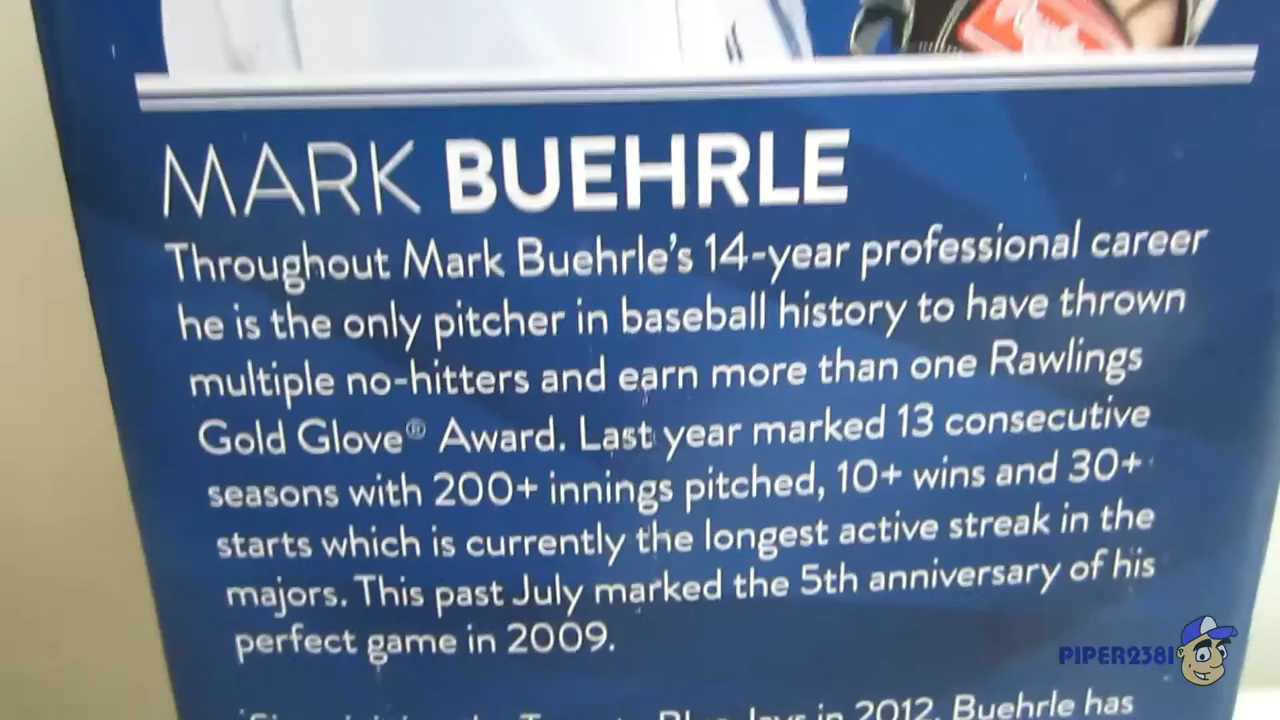 MARK BUEHRLE
Throughout Mark Buehrle's 14-year professional career
he is the only pitcher in baseball history to have thrown
multiple no-hitters and earn more than one Rawlings
Gold Glove® Award. Last year marked 13 consecutive
seasons with 200+ innings pitched, 10+ wins and 30+
starts which is currently the longest active streak in the
majors. This past July marked the 5th anniversary of his
perfect game in 2009.
in 2012, Buehrle has
PIPER2381